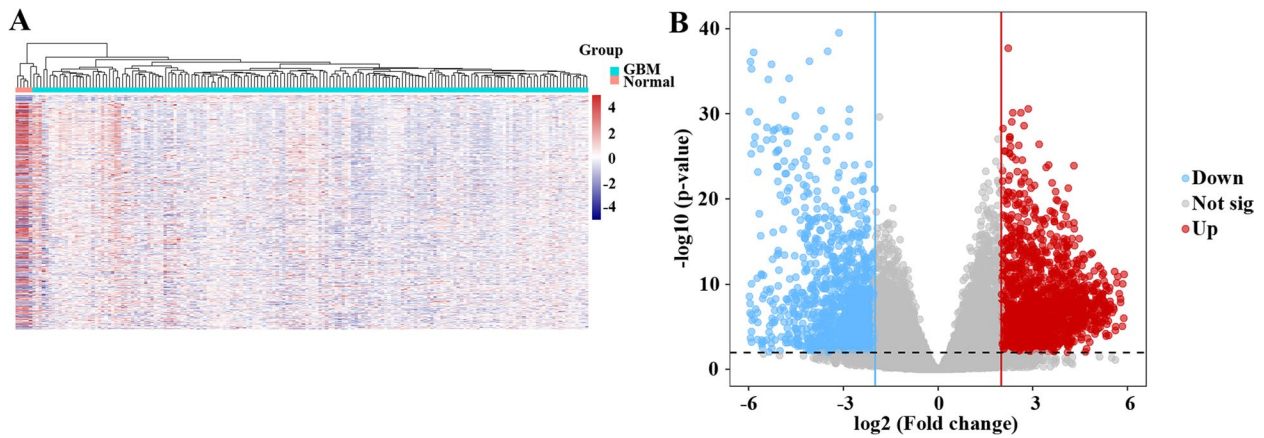 A
Group
GBM
Normal
4
2
0
-2
-4
B
40
30
20
10
0
-log10 (p-value)
-6
-3
0
3
6
log2 (Fold change)
Down
Not sig
Up